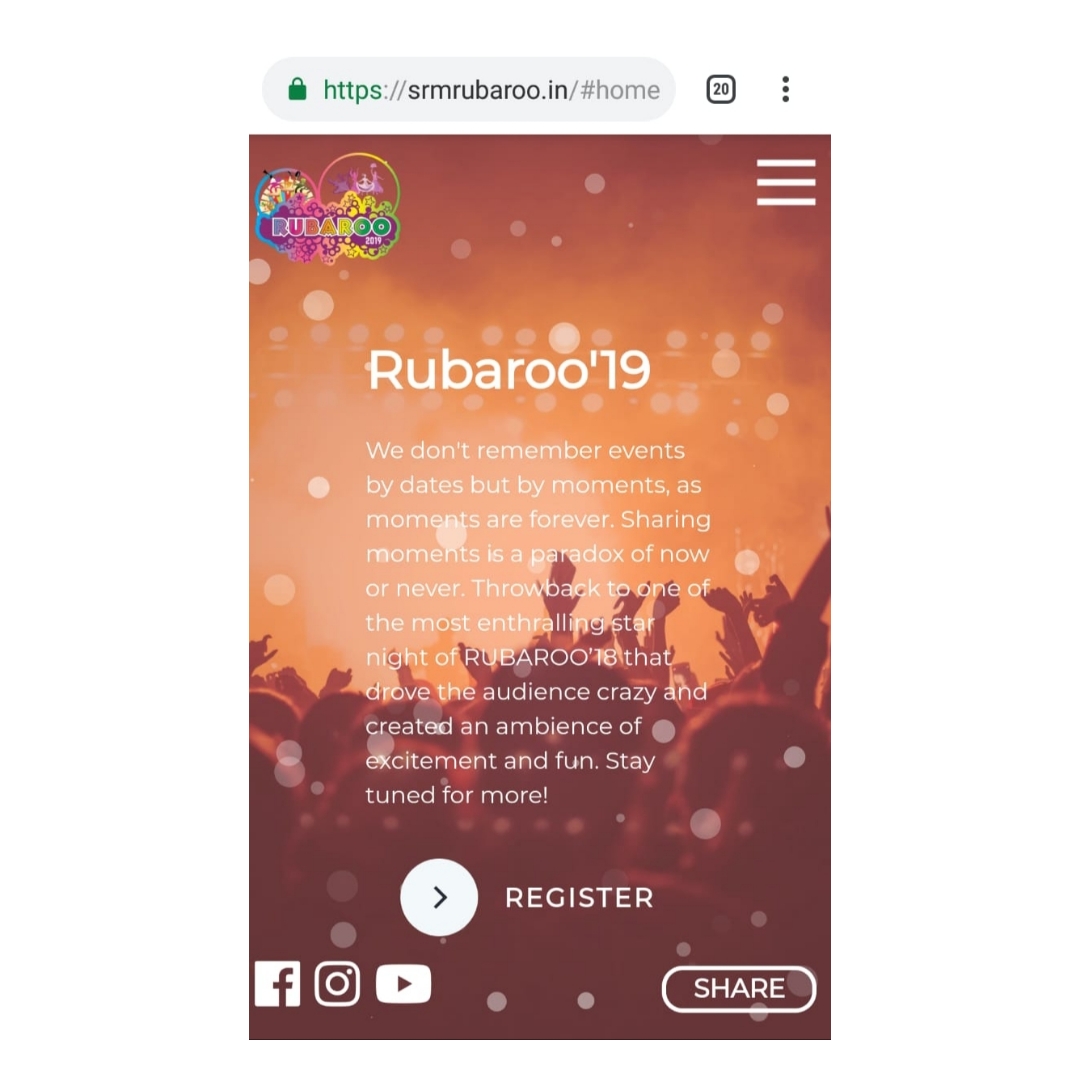 https://srmrubaroo.in/#home
20
RUBAROO
2019
Rubaroo'19
We don't remember events
by dates but by moments, as
moments are forever. Sharing
moments is a paradox of now
or never. Throwback to one of
the most enthralling star
night of RUBAROO'18 that
drove the audience crazy and
created an ambience of
excitement and fun. Stay
tuned for more!
REGISTER
SHARE